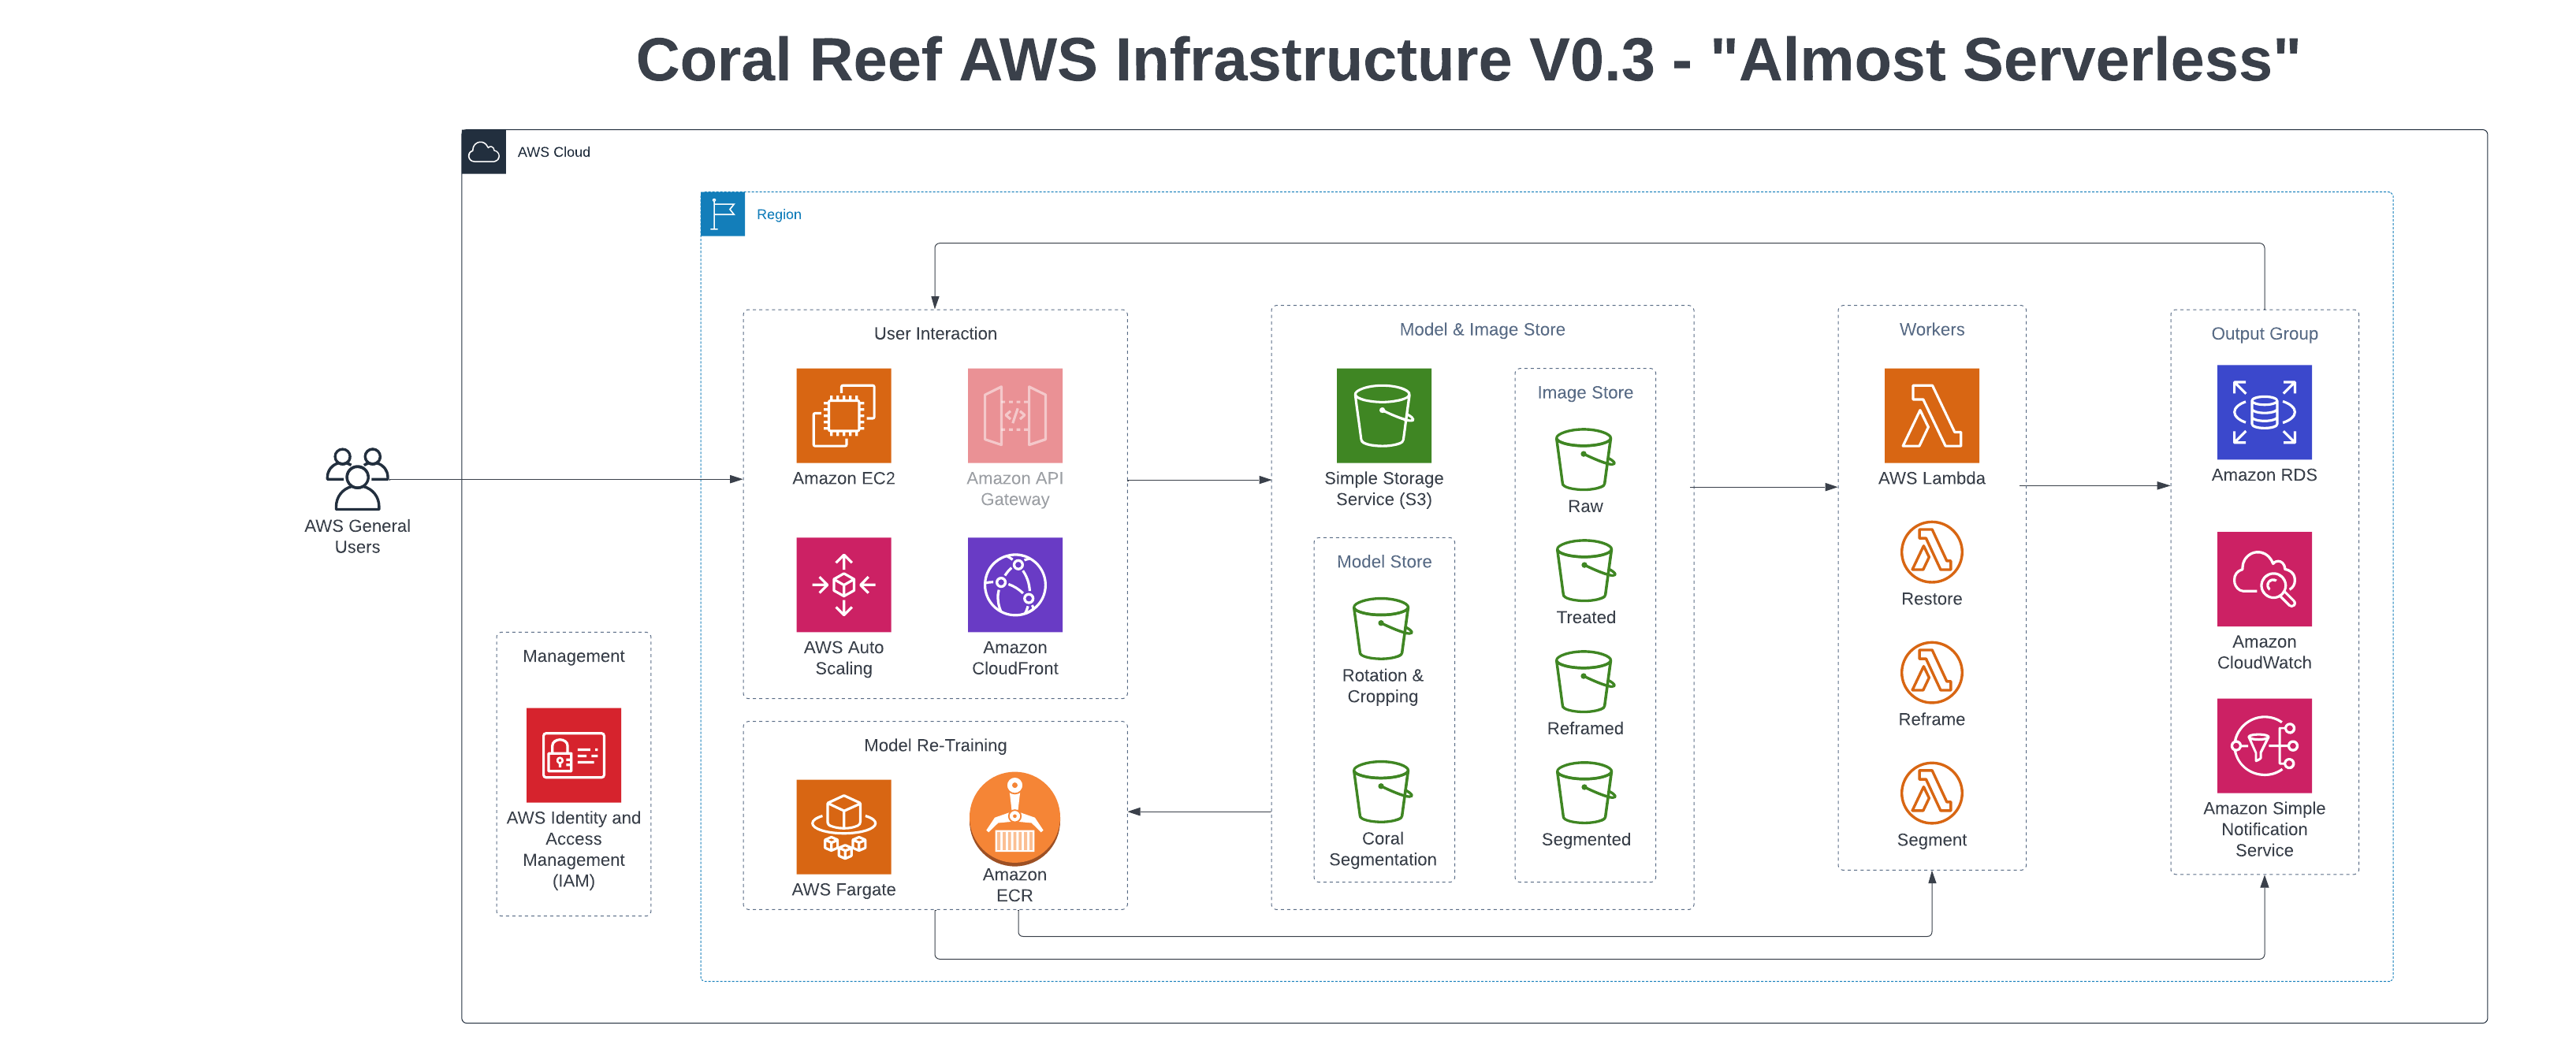 Coral Reef AWS Infrastructure V0.3 - "Almost Serverless"
AWS Cloud
Region
AWS General
Users
Management
AWS Identity and
Access
Management
(IAM)
User Interaction
Amazon EC2
Amazon API
Gateway
AWS Auto
Scaling
Amazon
CloudFront
Model Re-Training
AWS Fargate
Amazon
ECR
Model & Image Store
Simple Storage
Service (S3)
Model Store
Rotation &
Cropping
Coral
Segmentation
Image Store
Raw
Treated
Reframed
Segmented
Workers
AWS Lambda
Restore
Reframe
Segment
Output Group
Amazon RDS
Amazon
CloudWatch
Amazon Simple
Notification
Service